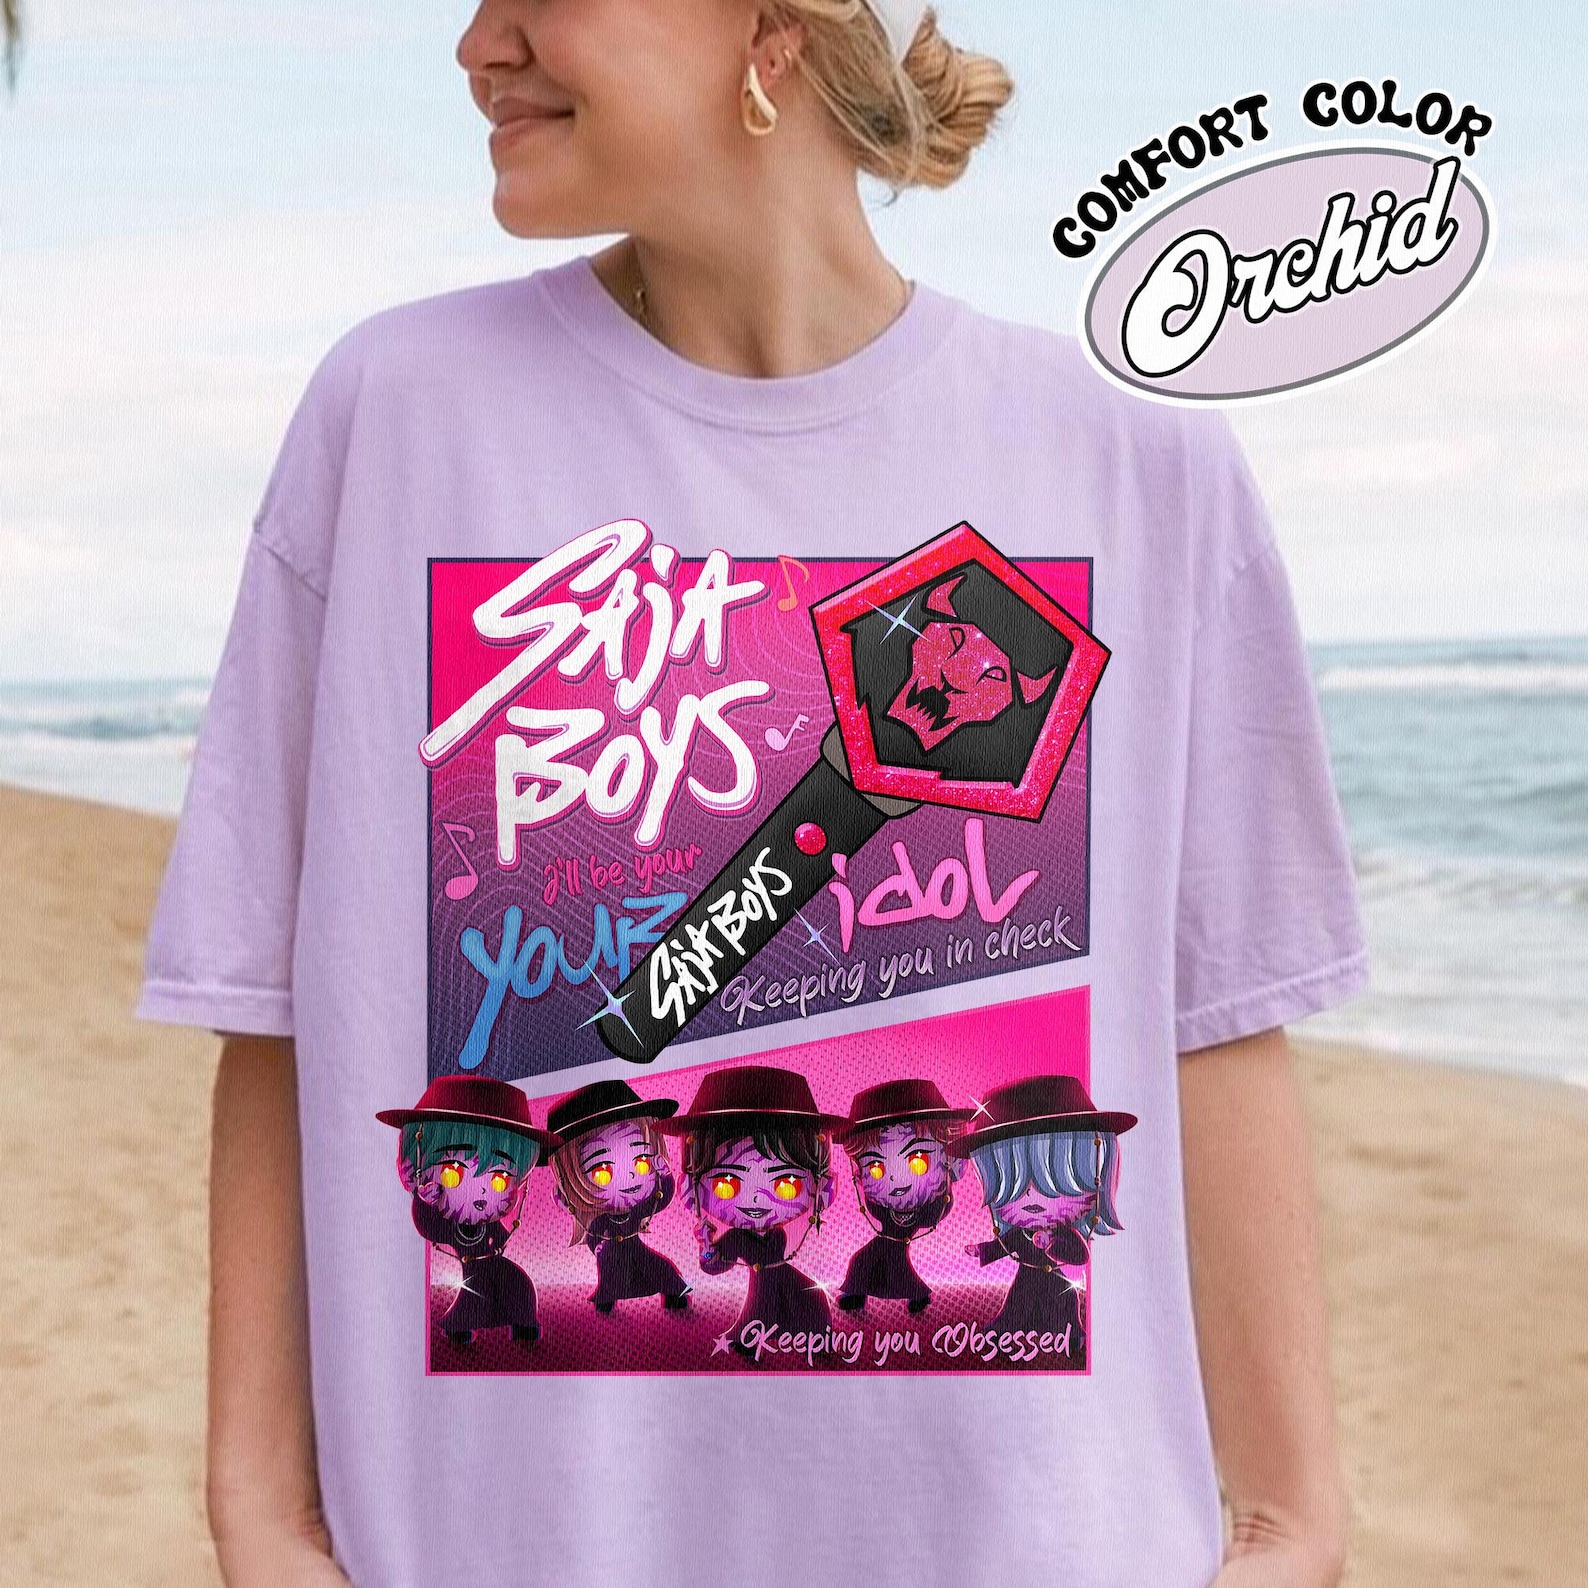 COMFORT COLOR
Orchid
SAJA
BOYS
I'll be your
YOUR
idol
SAJA BOYS
Keeping you in check
Keeping you Obsessed